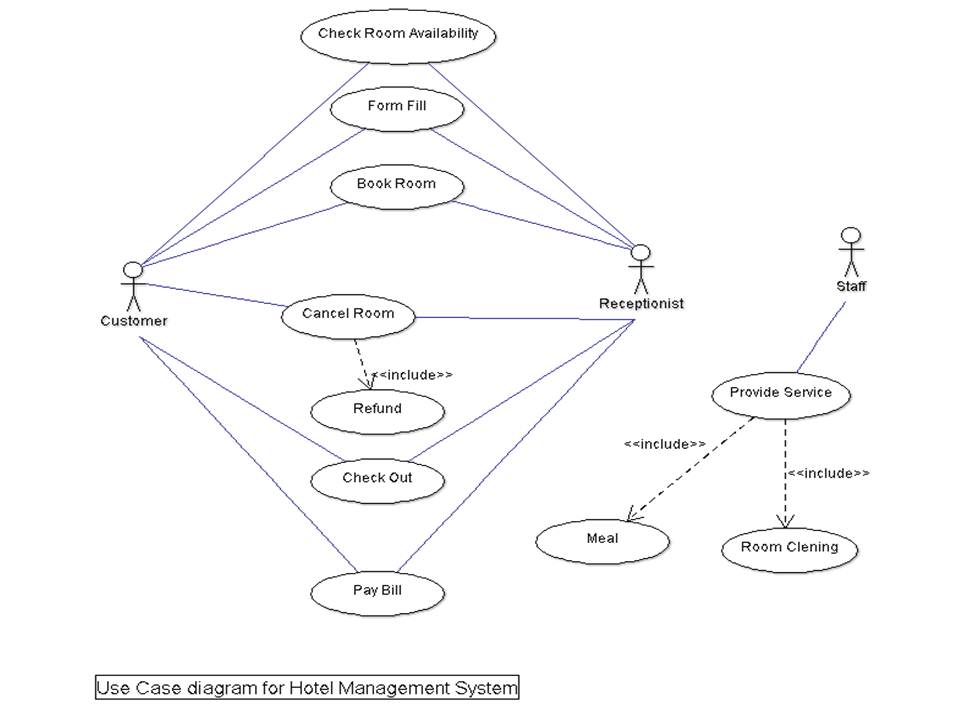 Check Room Availability
Form Fill
Book Room
Customer
Receptionist
Staff
Cancel Room
<<include>>
Refund
Provide Service
Check Out
<<include>>
<<include>>
Meal
Room Clening
Pay Bill
Use Case diagram for Hotel Management System